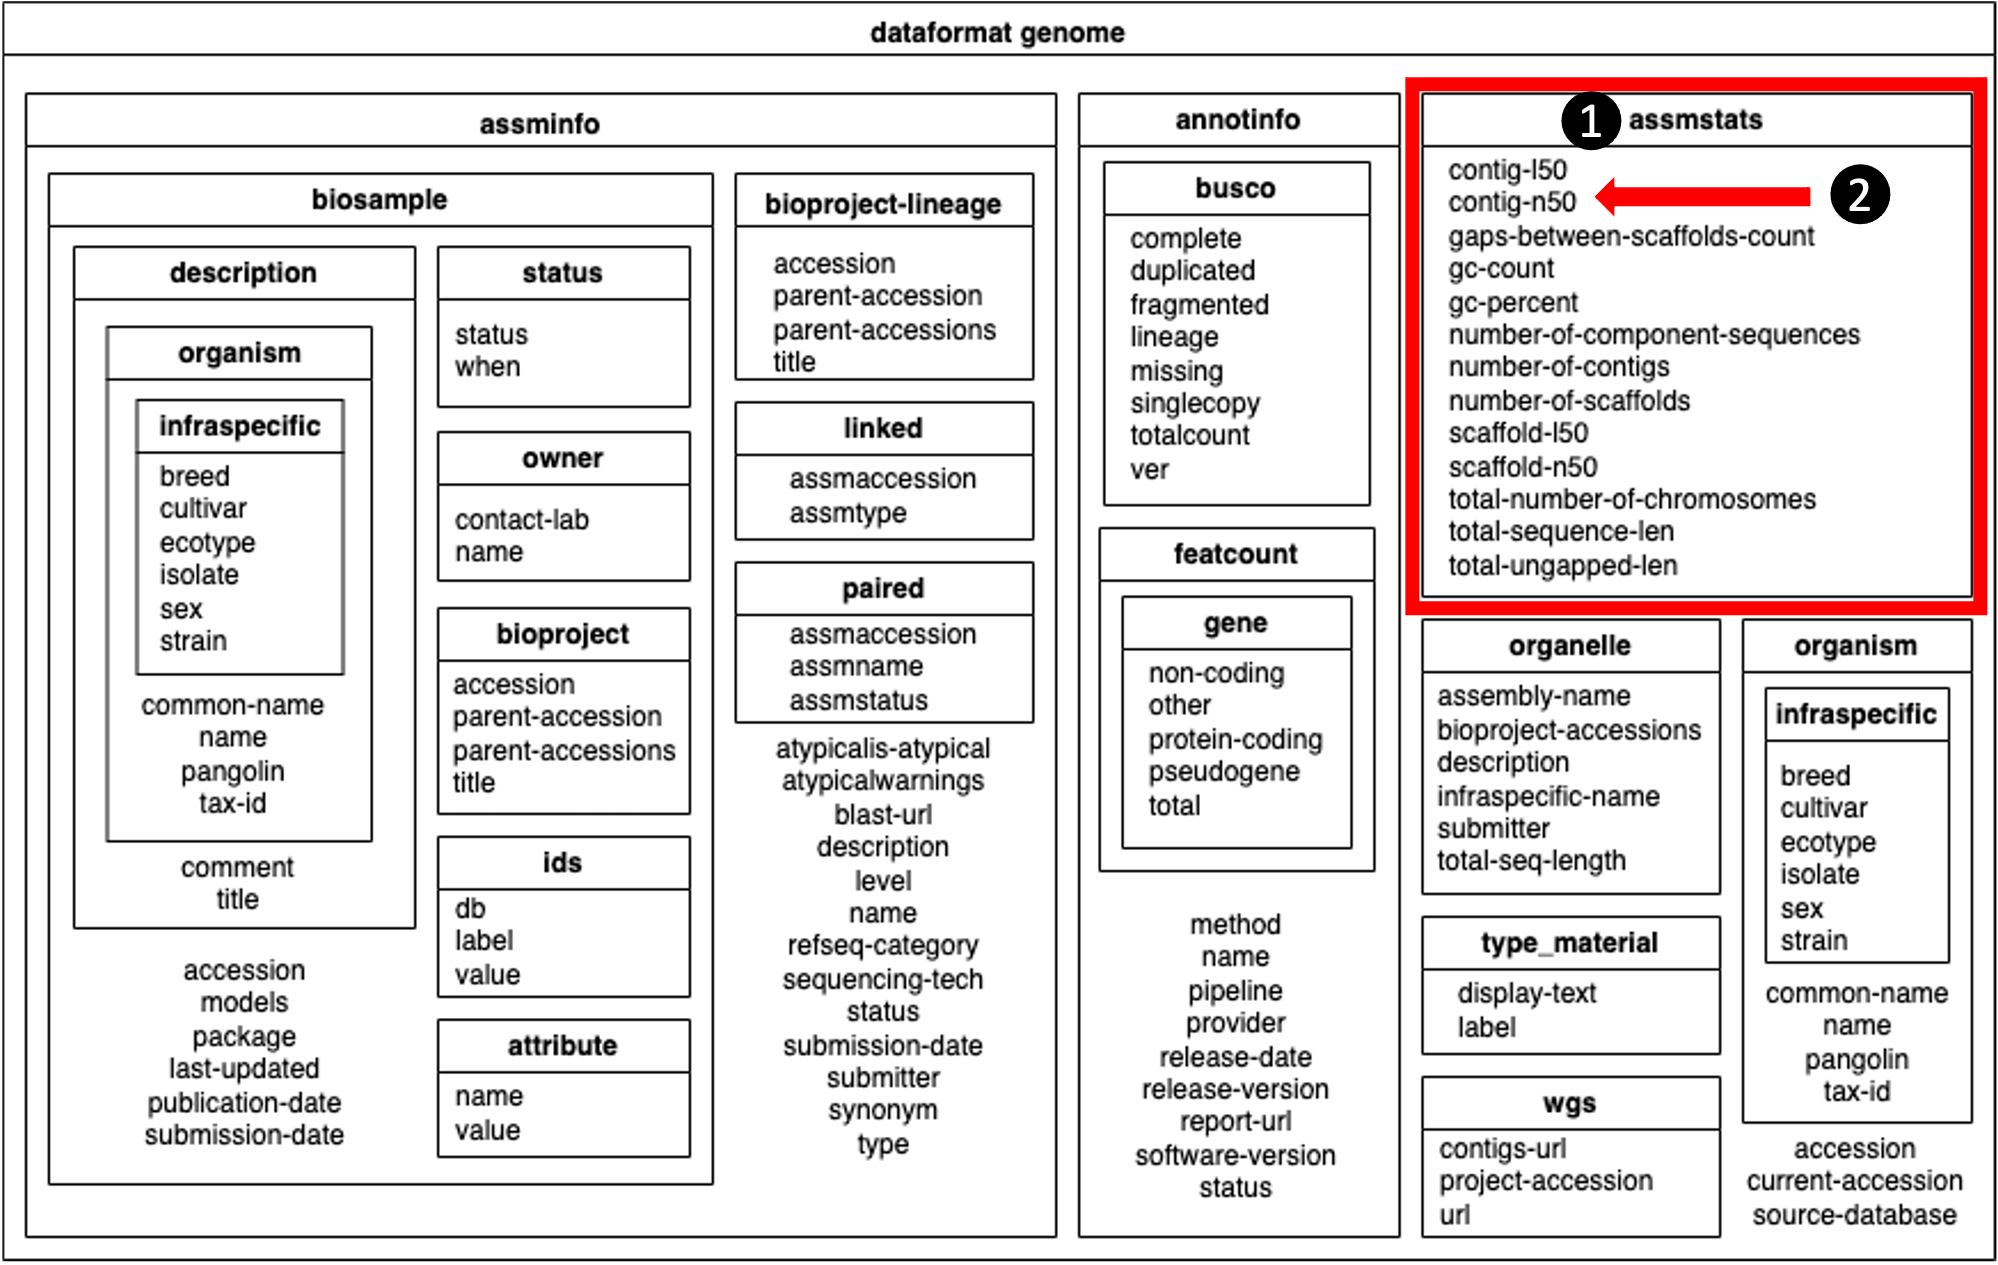 dataformat genome
assminfo
biosample
description
organism
infraspecific
breed
cultivar
ecotype
isolate
sex
strain
common-name
name
pangolin
tax-id
comment
title
accession
models
package
last-updated
publication-date
submission-date
status
status
when
owner
contact-lab
name
bioproject
accession
parent-accession
parent-accessions
title
ids
db
label
value
attribute
name
value
bioproject-lineage
accession
parent-accession
parent-accessions
title
linked
assmaccession
assmtype
paired
assmaccession
assmname
assmstatus
atypicalis-atypical
atypicalwarnings
blast-url
description
level
name
refseq-category
sequencing-tech
status
submission-date
submitter
synonym
type
annotinfo
busco
complete
duplicated
fragmented
lineage
missing
singlecopy
totalcount
ver
featcount
gene
non-coding
other
protein-coding
pseudogene
total
method
name
pipeline
provider
release-date
release-version
report-url
software-version
status
1 assmstats
contig-l50
contig-n50 2
gaps-between-scaffolds-count
gc-count
gc-percent
number-of-component-sequences
number-of-contigs
number-of-scaffolds
scaffold-l50
scaffold-n50
total-number-of-chromosomes
total-sequence-len
total-ungapped-len
organelle
assembly-name
bioproject-accessions
description
infraspecific-name
submitter
total-seq-length
type_material
display-text
label
wgs
contigs-url
project-accession
url
organism
infraspecific
breed
cultivar
ecotype
isolate
sex
strain
common-name
name
pangolin
tax-id
accession
current-accession
source-database